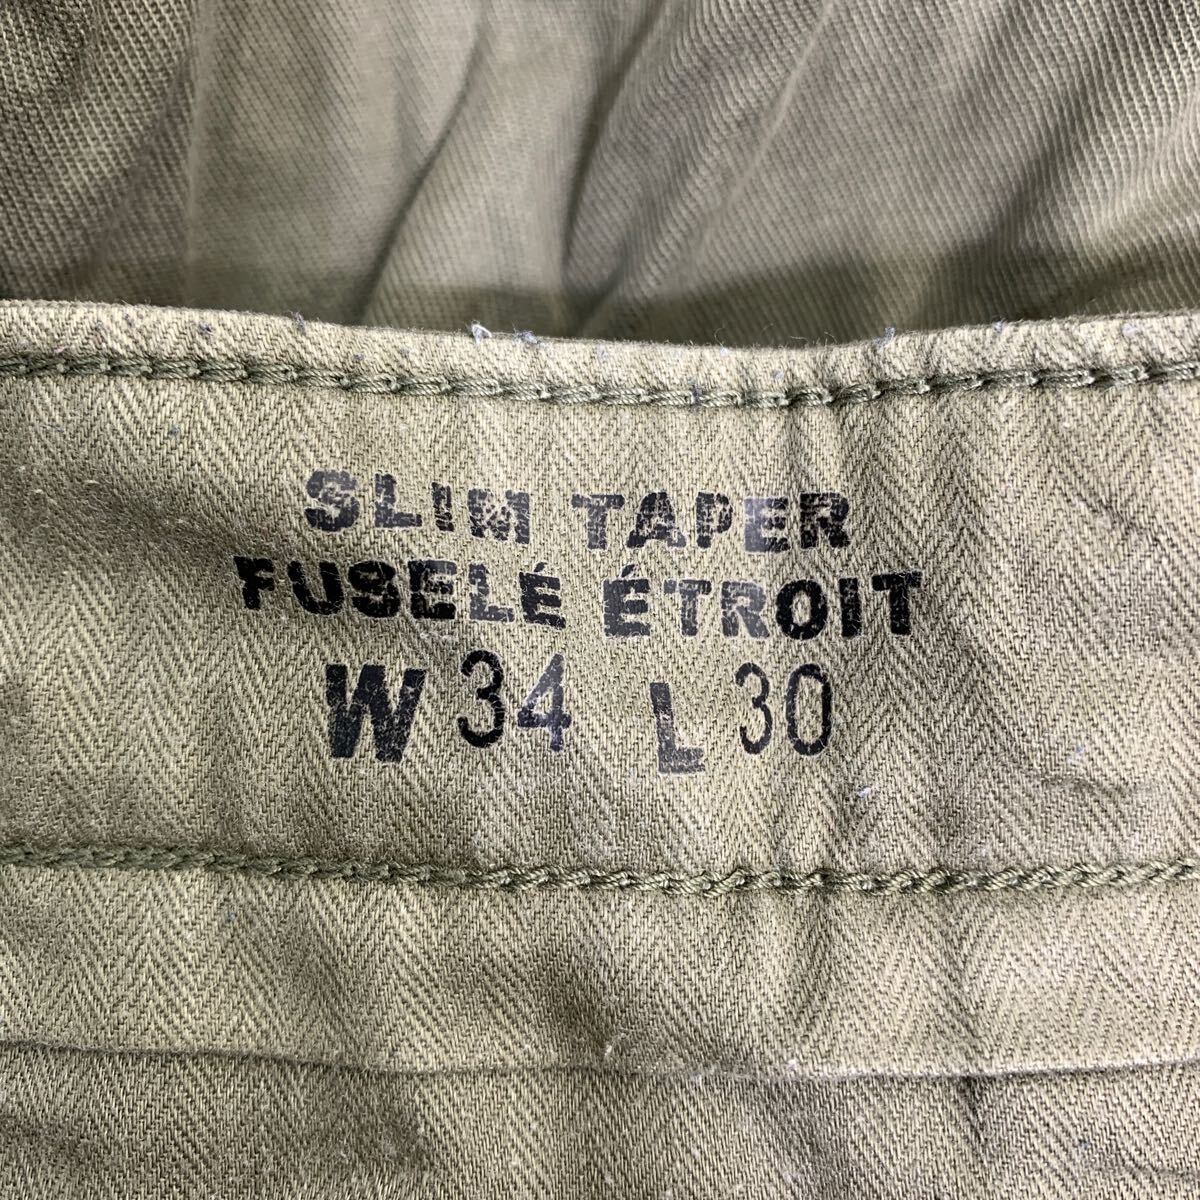 SLIM TAPER
FUSELÉ ÉTROIT
W 34 L 30